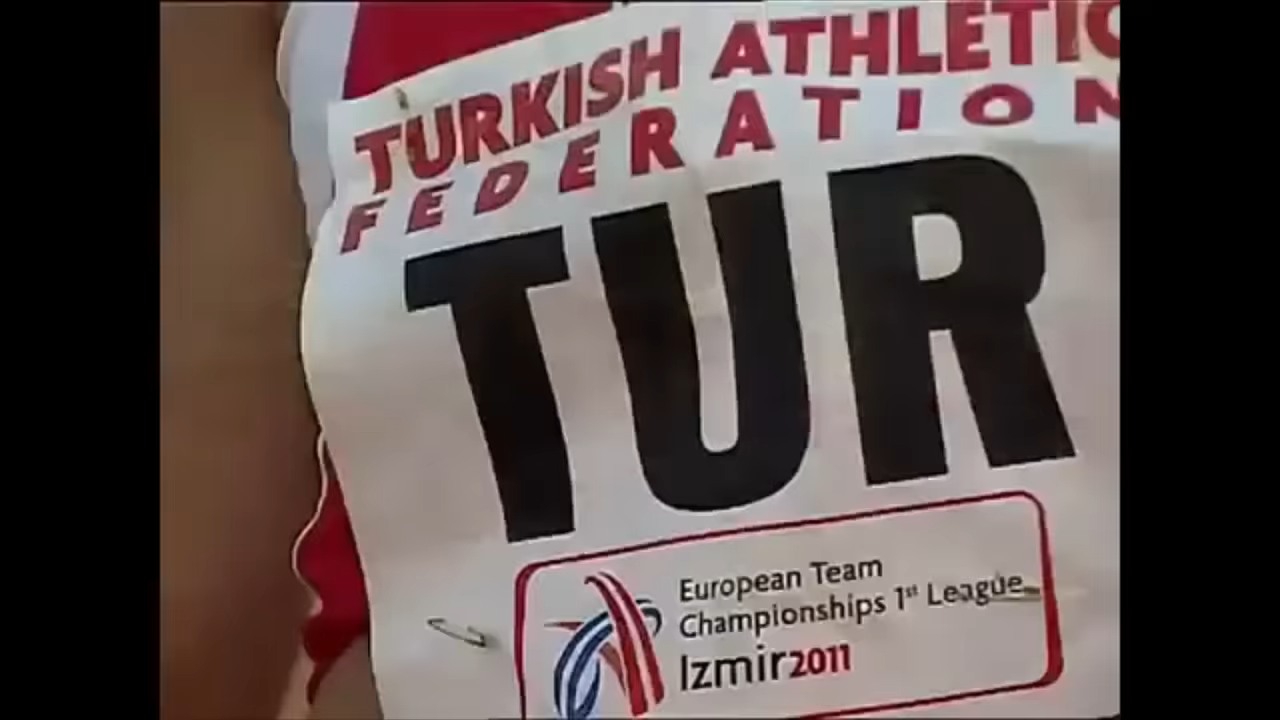 TURKISH ATHLETIC
FEDERATION
TUR
European Team
Championships 1st League
Izmir2011